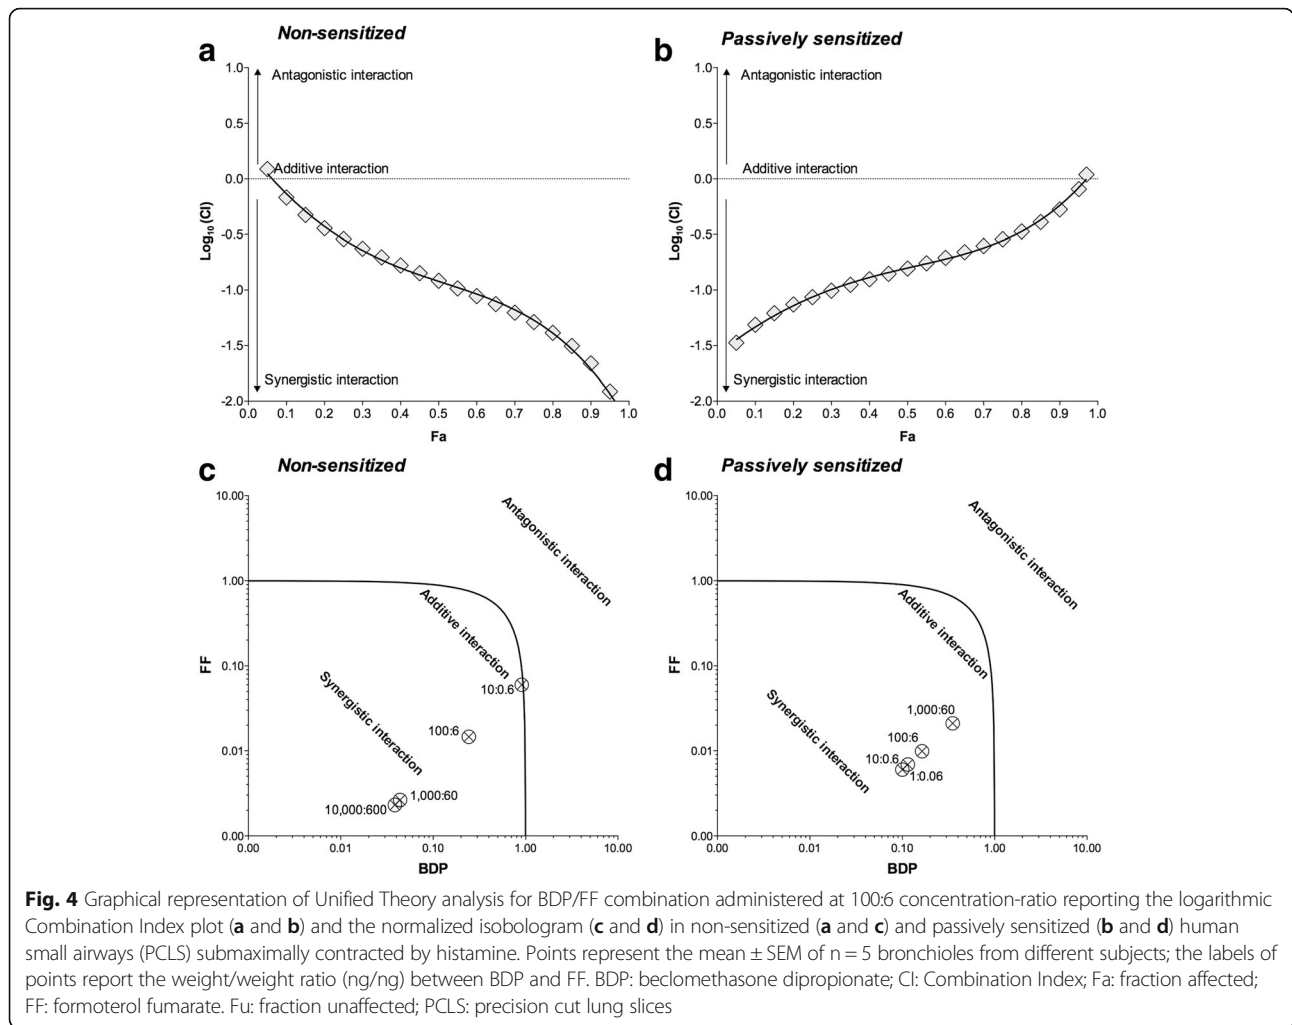 a
Non-sensitized
1.0
0.5
0.0
-0.5
-1.0
-1.5
-2.0
Log10(CI)
Antagonistic interaction
Additive interaction
Synergistic interaction
0.0 0.1 0.2 0.3 0.4 0.5 0.6 0.7 0.8 0.9 1.0
Fa
b
Passively sensitized
1.0
0.5
0.0
-0.5
-1.0
-1.5
-2.0
Log10(CI)
Antagonistic interaction
Additive interaction
Synergistic interaction
0.0 0.1 0.2 0.3 0.4 0.5 0.6 0.7 0.8 0.9 1.0
Fa
c
Non-sensitized
10.00
1.00
0.10
0.01
0.00
FF
Antagonistic interaction
Additive interaction
Synergistic interaction
10:0.6
100:6
1,000:60
10,000:600
0.00 0.01 0.10 1.00 10.00
BDP
d
Passively sensitized
10.00
1.00
0.10
0.01
0.00
FF
Antagonistic interaction
Additive interaction
Synergistic interaction
1,000:60
100:6
10:0.6
1:0.06
0.00 0.01 0.10 1.00 10.00
BDP
Fig. 4 Graphical representation of Unified Theory analysis for BDP/FF combination administered at 100:6 concentration-ratio reporting the logarithmic
Combination Index plot (a and b) and the normalized isobologram (c and d) in non-sensitized (a and c) and passively sensitized (b and d) human
small airways (PCLS) submaximally contracted by histamine. Points represent the mean ± SEM of n = 5 bronchioles from different subjects; the labels of
points report the weight/weight ratio (ng/ng) between BDP and FF. BDP: beclomethasone dipropionate; CI: Combination Index; Fa: fraction affected;
FF: formoterol fumarate. Fu: fraction unaffected; PCLS: precision cut lung slices